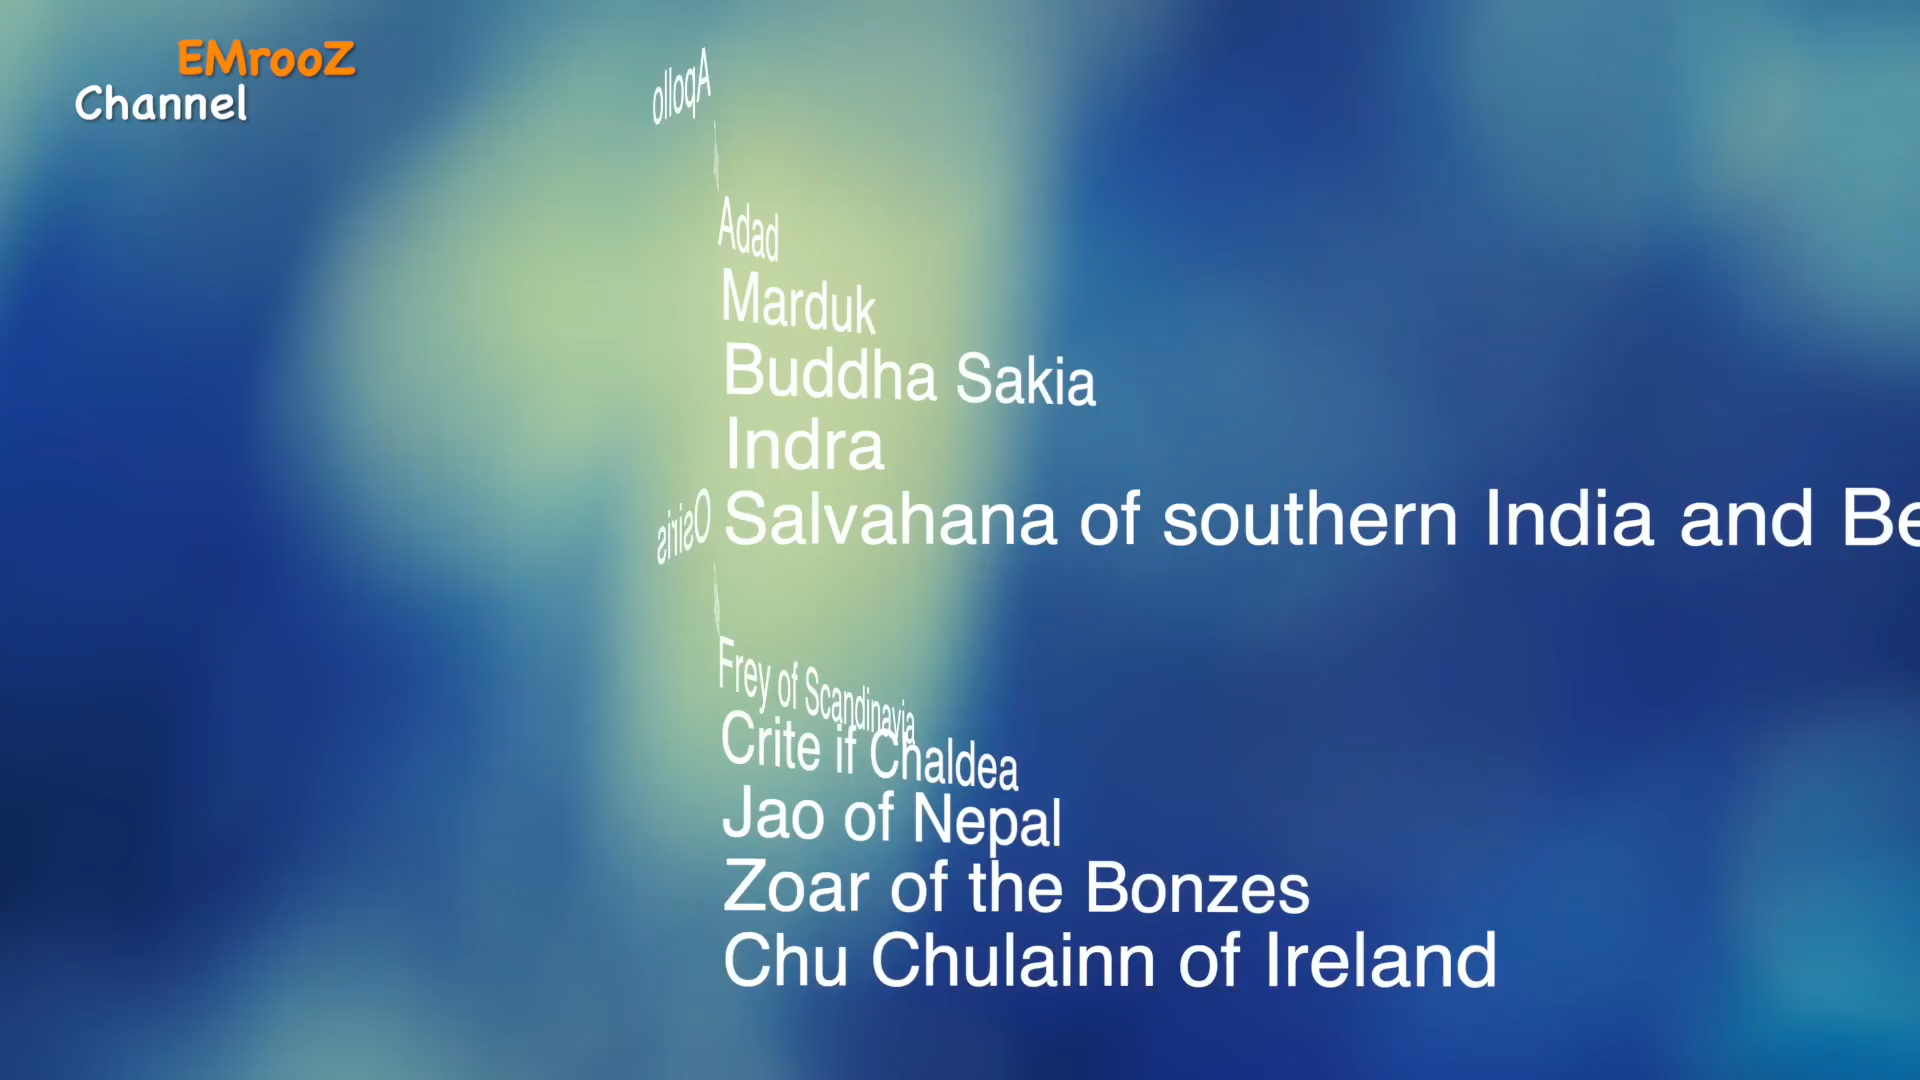 EMrooZ
Channel
Apollo
Adad
Marduk
Buddha Sakia
Indra
Osiris
Salvahana of southern India and Be
Frey of Scandinavia
Crite if Chaldea
Jao of Nepal
Zoar of the Bonzes
Chu Chulainn of Ireland